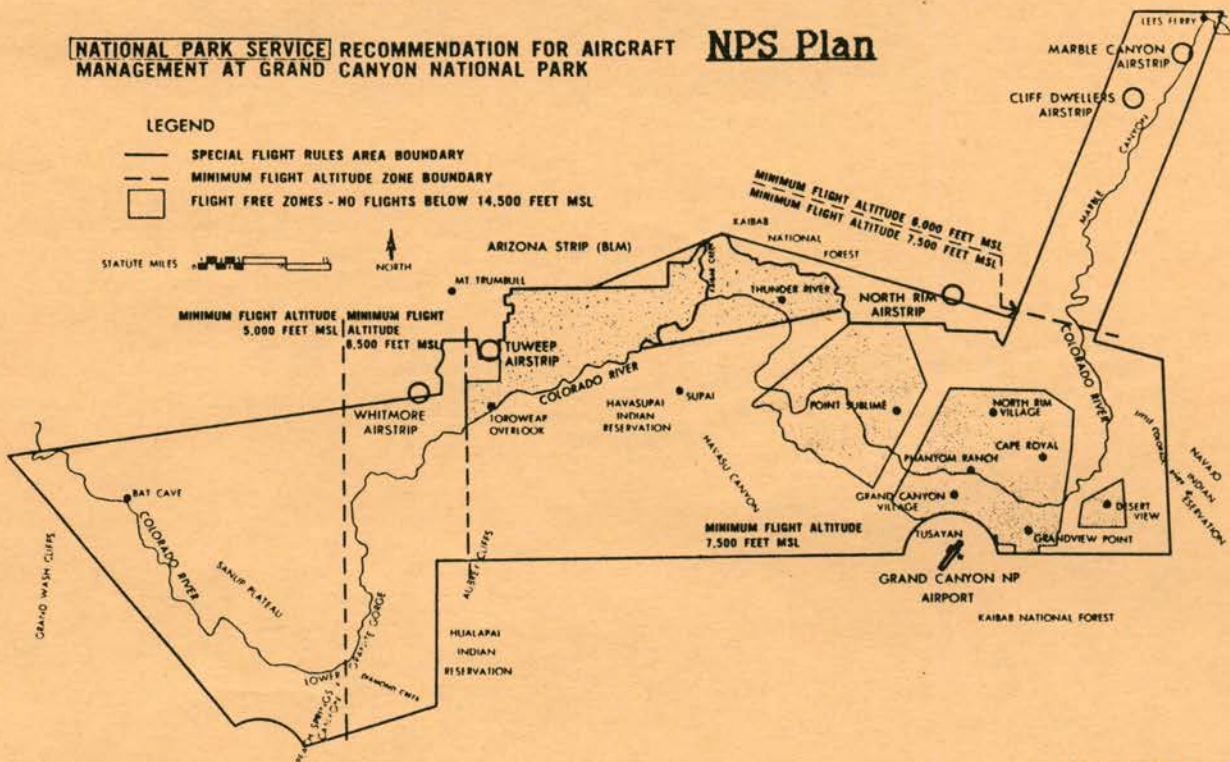 NATIONAL PARK SERVICE RECOMMENDATION FOR AIRCRAFT
MANAGEMENT AT GRAND CANYON NATIONAL PARK
NPS Plan
LEGEND
SPECIAL FLIGHT RULES AREA BOUNDARY
MINIMUM FLIGHT ALTITUDE ZONE BOUNDARY
FLIGHT FREE ZONES - NO FLIGHTS BELOW 14,500 FEET MSL
STATUTE MILES
NORTH
LEES FERRY
MARBLE CANYON
AIRSTRIP
CLIFF DWELLERS
AIRSTRIP
MARBLE CANYON
MINIMUM FLIGHT ALTITUDE 6,000 FEET MSL
MINIMUM FLIGHT ALTITUDE 7,500 FEET MSL
KAIBAB
NATIONAL
FOREST
ARIZONA STRIP (BLM)
MT. TRUMBULL
THUNDER RIVER
NORTH RIM
AIRSTRIP
MINIMUM FLIGHT ALTITUDE
5,000 FEET MSL
MINIMUM FLIGHT
ALTITUDE
6,500 FEET MSL
TUWEEP
AIRSTRIP
WHITMORE
AIRSTRIP
TOROWEAP
OVERLOOK
COLORADO RIVER
HAVASUPAI
INDIAN
RESERVATION
SUPAI
HAVASU CANYON
POINT SUBLIME
NORTH RIM
VILLAGE
CAPE ROYAL
PHANTOM RANCH
GRAND CANYON
VILLAGE
COLORADO RIVER
NAVAJO
INDIAN
RESERVATION
DESERT
VIEW
MINIMUM FLIGHT ALTITUDE
7,500 FEET MSL
TUSAYAN
GRANDVIEW POINT
GRAND CANYON NP
AIRPORT
KAIBAB NATIONAL FOREST
BAT CAVE
COLORADO RIVER
GRAND WASH CLIFFS
SANUP PLATEAU
AUBREY CLIFFS
HUALAPAI
INDIAN
RESERVATION
LOWER GRANITE GORGE
DIAMOND CREEK